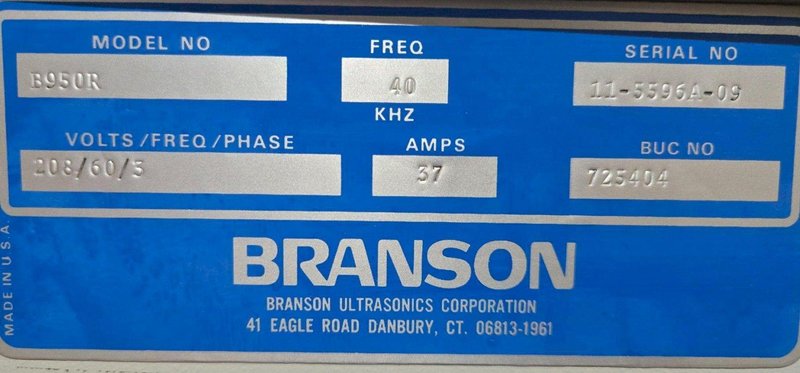 MODEL NO
B950R
FREQ
40
KHZ
SERIAL NO
11-5596A-09
VOLTS/FREQ/PHASE
208/60/3
AMPS
37
BUC NO
725404
MADE IN U.S.A.
BRANSON
BRANSON ULTRASONICS CORPORATION
41 EAGLE ROAD DANBURY, CT. 06813-1961